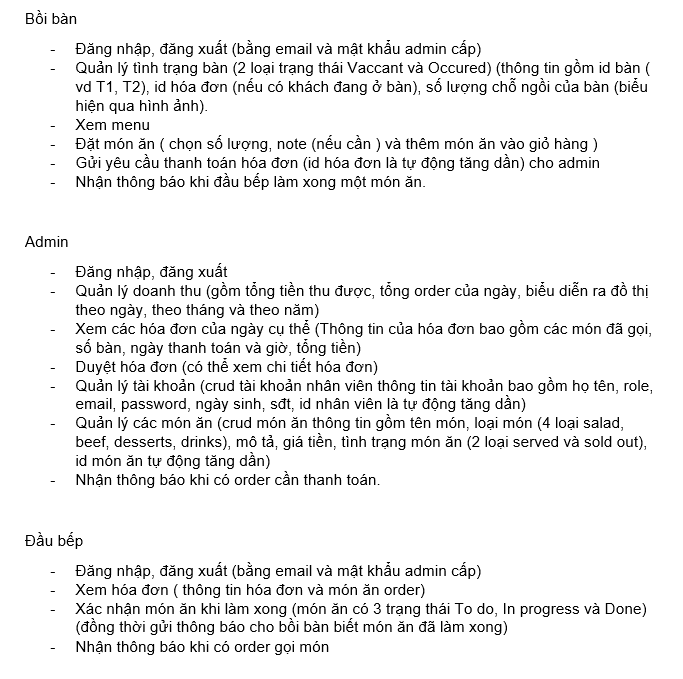 Bồi bàn
- Đăng nhập, đăng xuất (bằng email và mật khẩu admin cấp)
- Quản lý tình trạng bàn (2 loại trạng thái Vaccant và Occured) (thông tin gồm id bàn (
vd T1, T2), id hóa đơn (nếu có khách đang ở bàn), số lượng chỗ ngồi của bàn (biểu
hiện qua hình ảnh).
- Xem menu
- Đặt món ăn ( chọn số lượng, note (nếu cần ) và thêm món ăn vào giỏ hàng )
- Gửi yêu cầu thanh toán hóa đơn (id hóa đơn là tự động tăng dần) cho admin
- Nhận thông báo khi đầu bếp làm xong một món ăn.
Admin
- Đăng nhập, đăng xuất
- Quản lý doanh thu (gồm tổng tiền thu được, tổng order của ngày, biểu diễn ra đồ thị
theo ngày, theo tháng và theo năm)
- Xem các hóa đơn của ngày cụ thể (Thông tin của hóa đơn bao gồm các món đã gọi,
số bàn, ngày thanh toán và giờ, tổng tiền)
- Duyệt hóa đơn (có thể xem chi tiết hóa đơn)
- Quản lý tài khoản (crud tài khoản nhân viên thông tin tài khoản bao gồm họ tên, role,
email, password, ngày sinh, sđt, id nhân viên là tự động tăng dần)
- Quản lý các món ăn (crud món ăn thông tin gồm tên món, loại món (4 loại salad,
beef, desserts, drinks), mô tả, giá tiền, tình trạng món ăn (2 loại served và sold out),
id món ăn tự động tăng dần)
- Nhận thông báo khi có order cần thanh toán.
Đầu bếp
- Đăng nhập, đăng xuất (bằng email và mật khẩu admin cấp)
- Xem hóa đơn ( thông tin hóa đơn và món ăn order)
- Xác nhận món ăn khi làm xong (món ăn có 3 trạng thái To do, In progress và Done)
(đồng thời gửi thông báo cho bồi bàn biết món ăn đã làm xong)
- Nhận thông báo khi có order gọi món